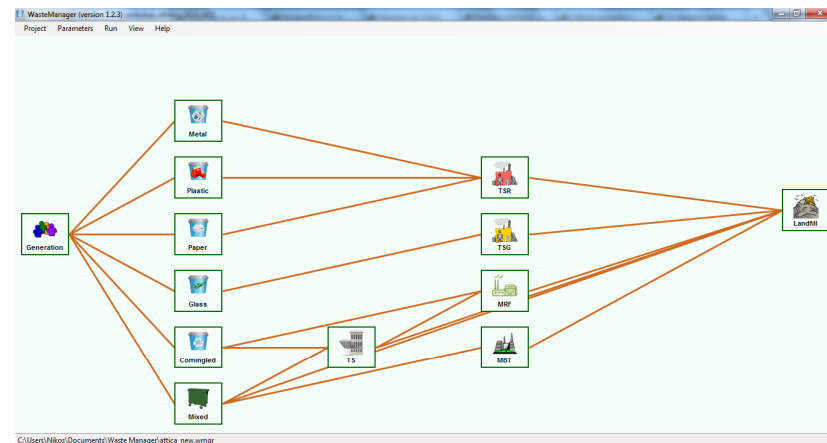 WasteManager (version 1.2.3)
Project Parameters Run View Help
Metal
Plastic
TSR
Generation
Paper
TSG
Landfill
Glass
MRF
Comingled
TS
MBT
Mixed
C:\Users\Nikos\Documents\Waste Manager\attica_new.wmgr